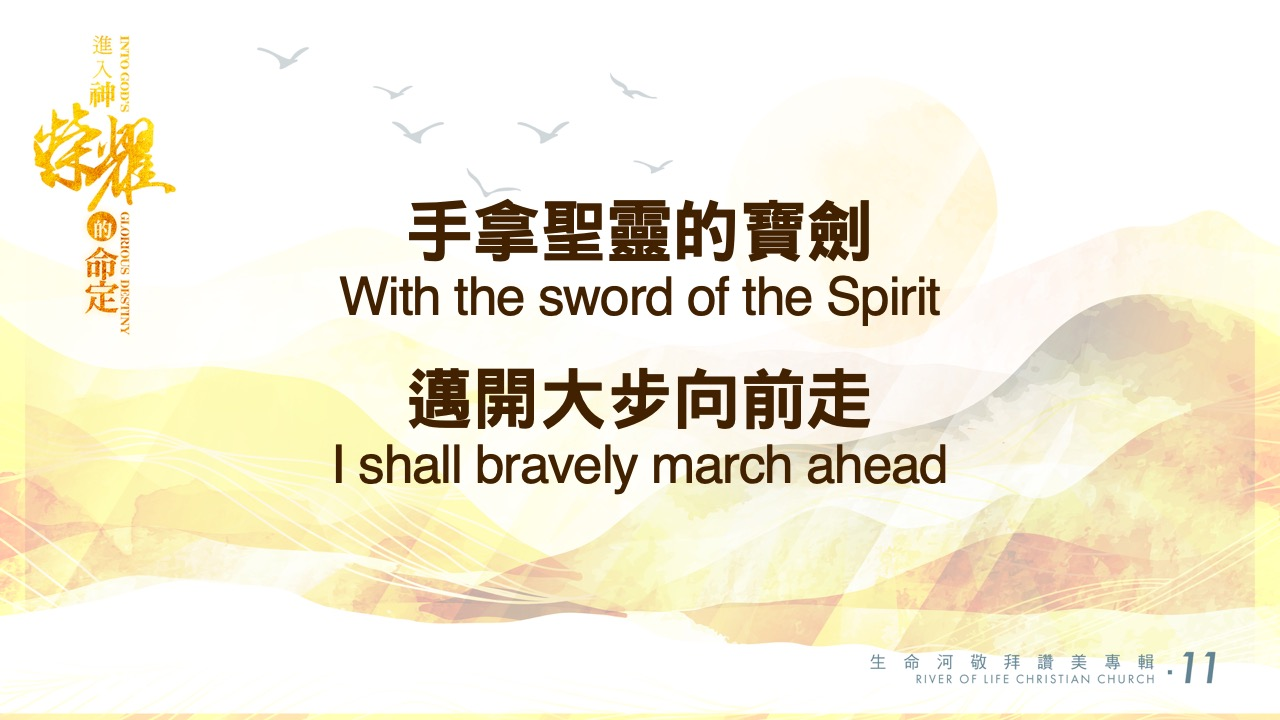 進入神
榮耀
的
命定
INTO GOD'S
GLORIOUS DESTINY
手拿聖靈的寶劍
With the sword of the Spirit
邁開大步向前走
I shall bravely march ahead
生命河敬拜讚美專輯
RIVER OF LIFE CHRISTIAN CHURCH
·11